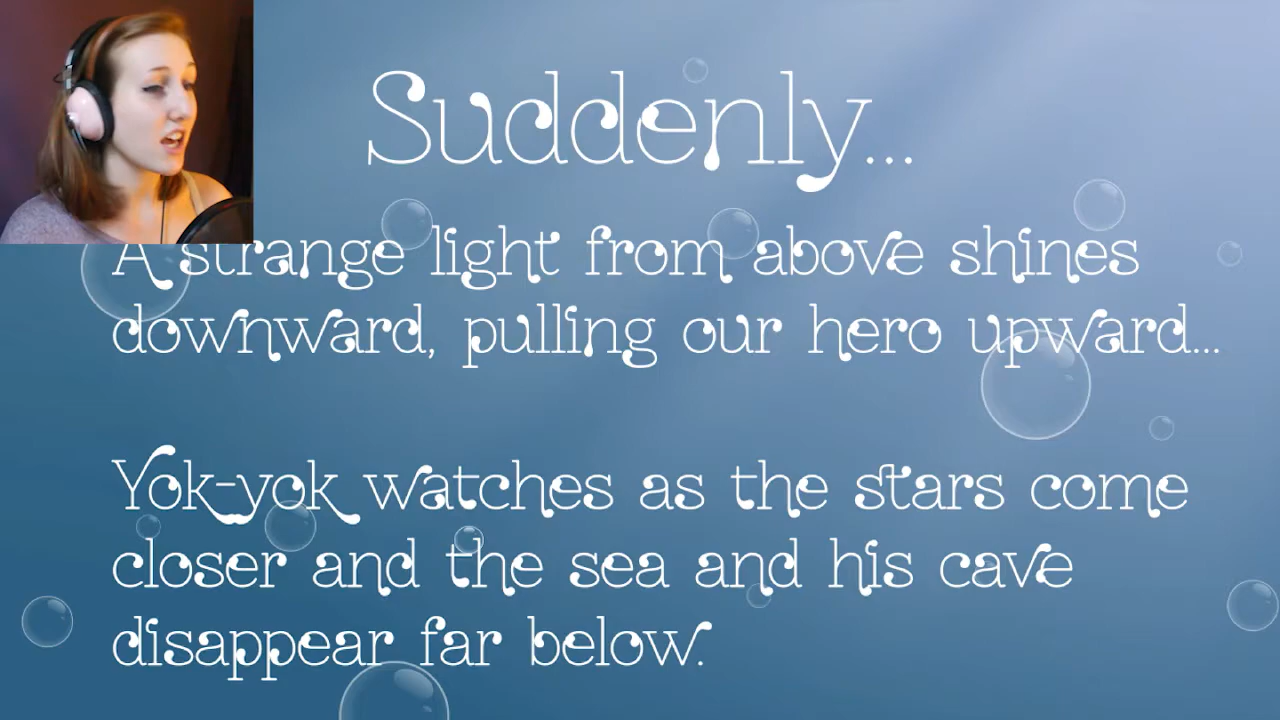 Suddenly...
A strange light from above shines
downward, pulling our hero upward...
Yok-yok watches as the stars come
closer and the sea and his cave
disappear far below.